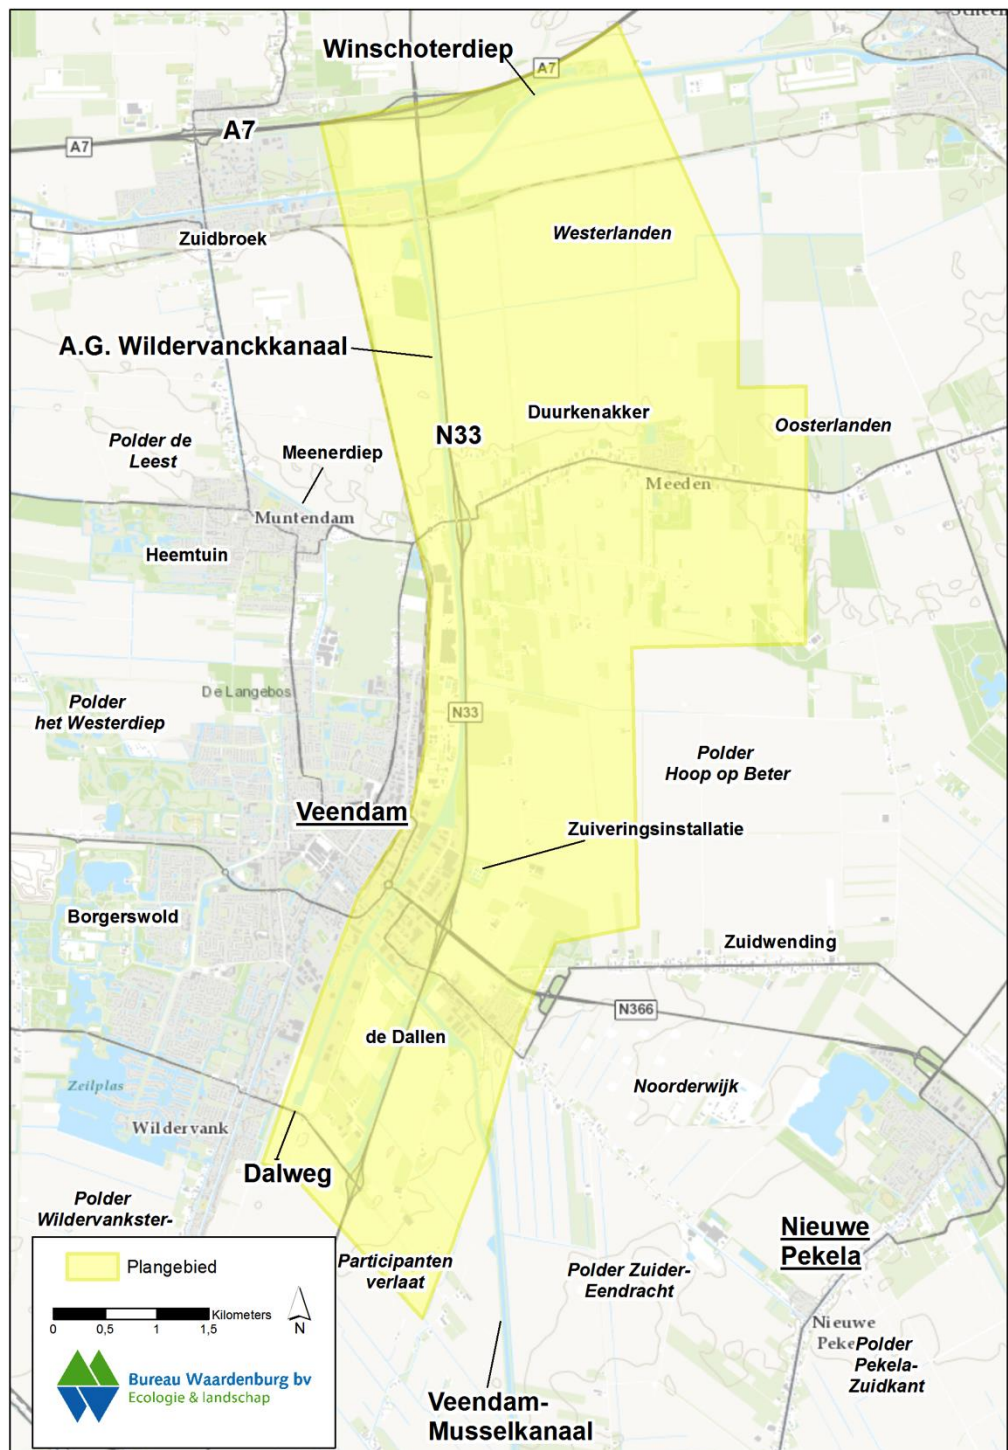 Winschoterdiep
A7
A7
A7
Zuidbroek
Westerlanden
A.G. Wildervanckkanaal
Duurkenakker
Oosterlanden
N33
Polder de
Leest
Meenerdiep
Meeden
Muntendam
Heemtuin
De Langebos
Polder
het Westerdiep
N33
Polder
Hoop op Beter
Veendam
Zuiveringsinstallatie
Borgerswold
Zuidwending
N366
de Dallen
Zeilplas
Noorderwijk
Wildervank
Dalweg
Polder
Wildervankster-
Nieuwe
Pekela
Participanten
verlaat
Polder Zuider-
Eendracht
Nieuwe
Polder
Pekela-
Zuidkant
Veendam-
Musselkanaal
Plangebied
Kilometers
0 0,5 1 1,5
N
Bureau Waardenburg bv
Ecologie & landschap